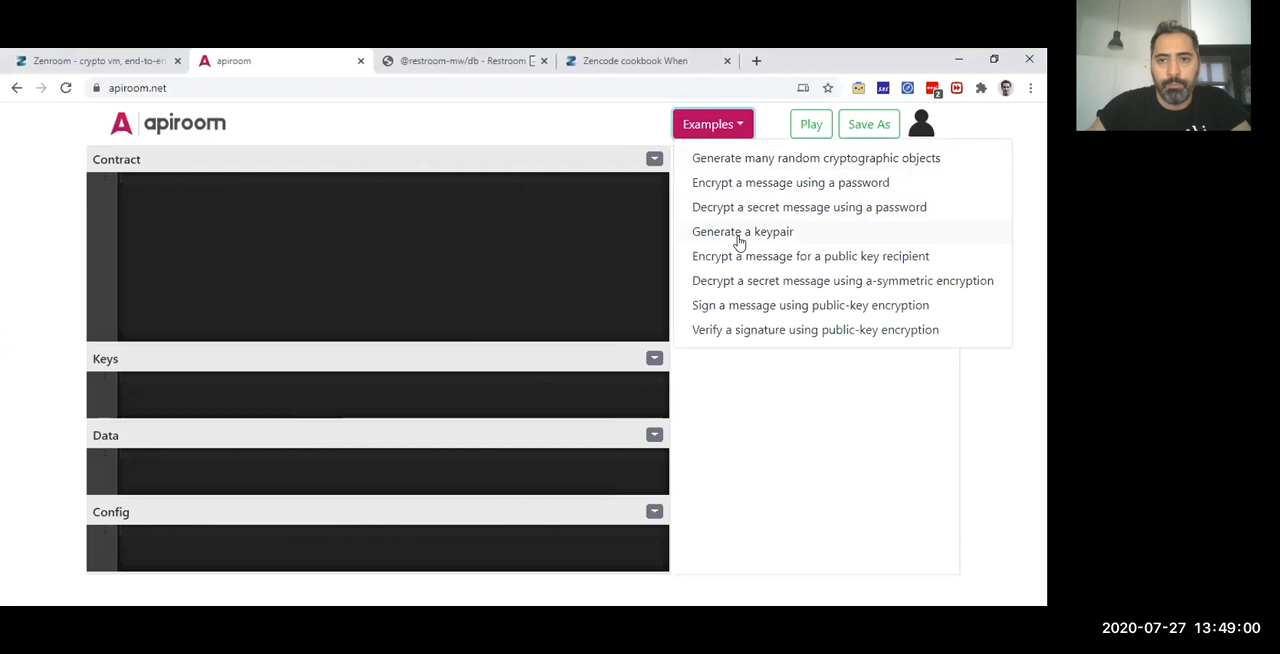 Zenroom - crypto vm, end-to-en
apiroom
@restroom-mw/db - Restroom
Zencode cookbook When
apiroom.net
apiroom
Examples
Play
Save As
Contract
Generate many random cryptographic objects
Encrypt a message using a password
Decrypt a secret message using a password
Generate a keypair
Encrypt a message for a public key recipient
Decrypt a secret message using a-symmetric encryption
Sign a message using public-key encryption
Verify a signature using public-key encryption
Keys
Data
Config
2020-07-27 13:49:00